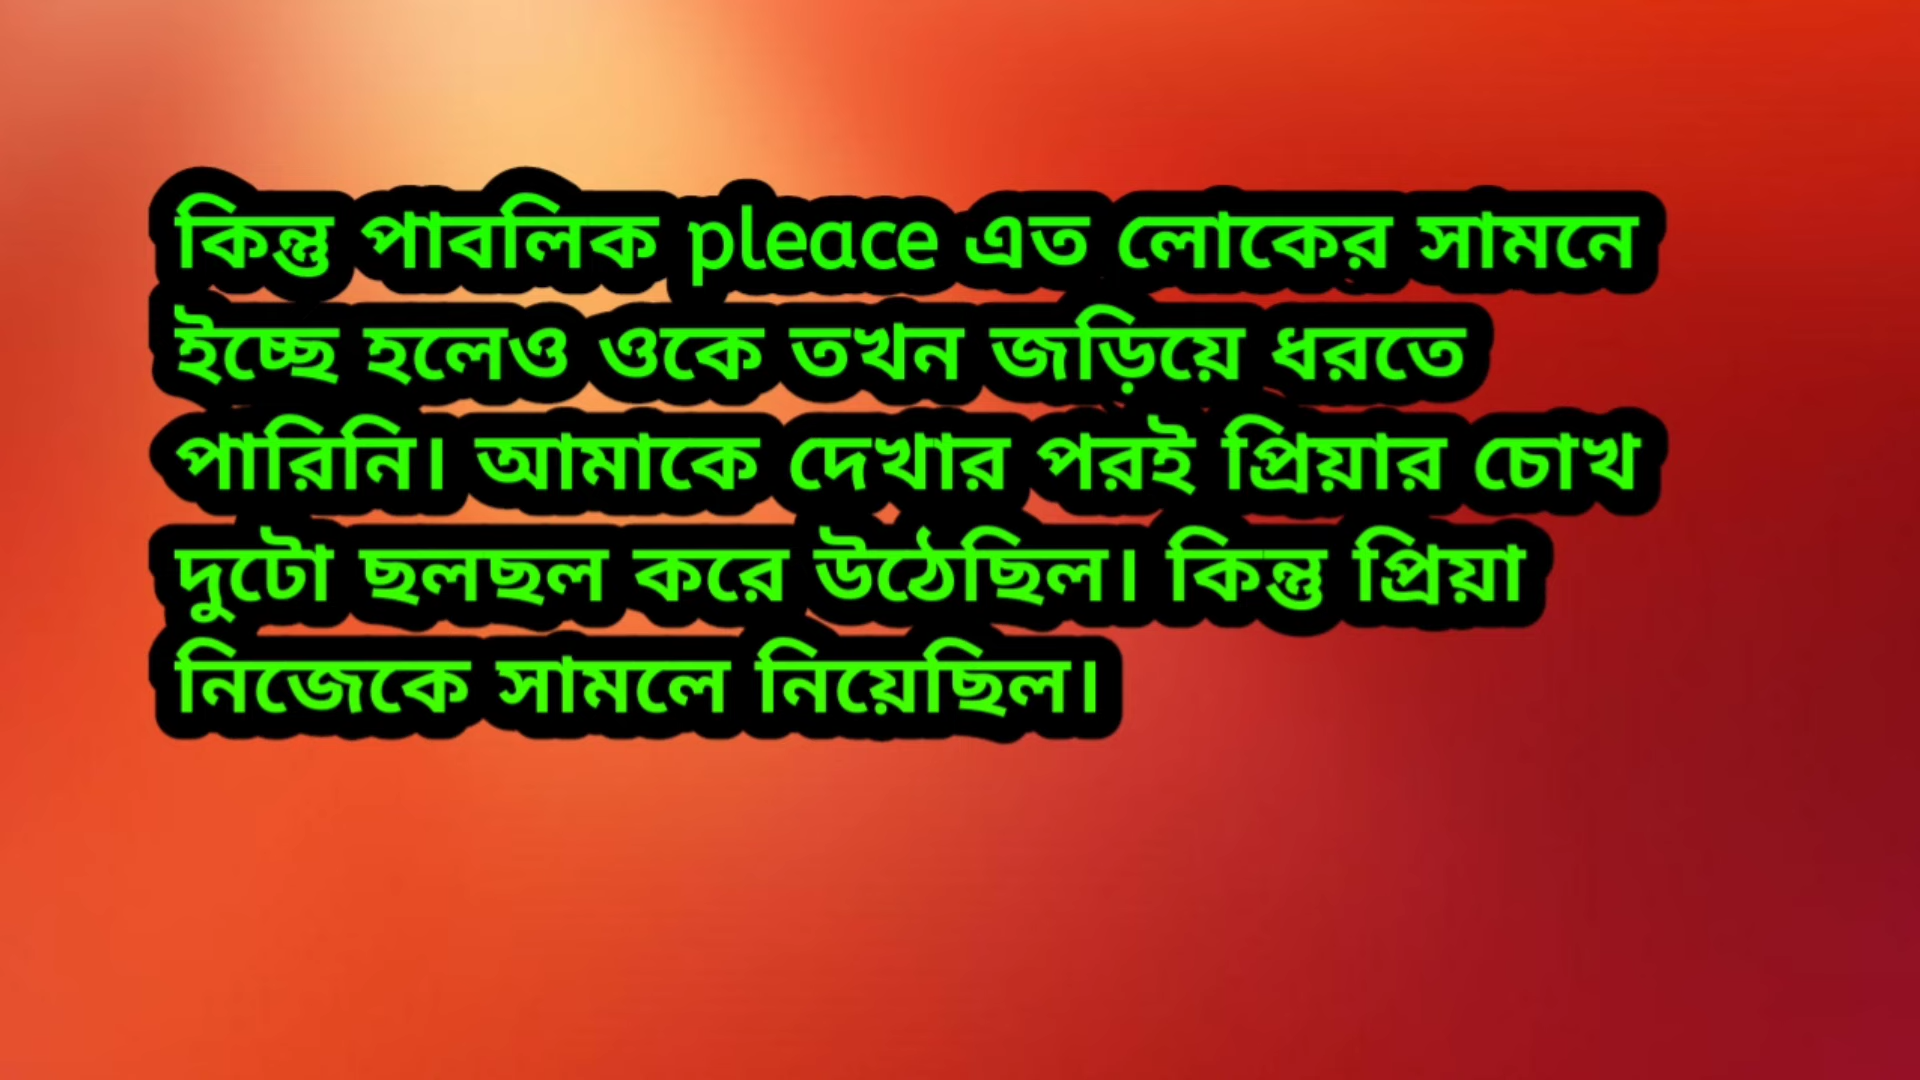 কিন্তু পাবলিক pleace এত লোকের সামনে
ইচ্ছে হলেও ওকে তখন জড়িয়ে ধরতে
পারিনি। আমাকে দেখার পরই প্রিয়ার চোখ
দুটো ছলছল করে উঠেছিল। কিন্তু প্রিয়া
নিজেকে সামলে নিয়েছিল।